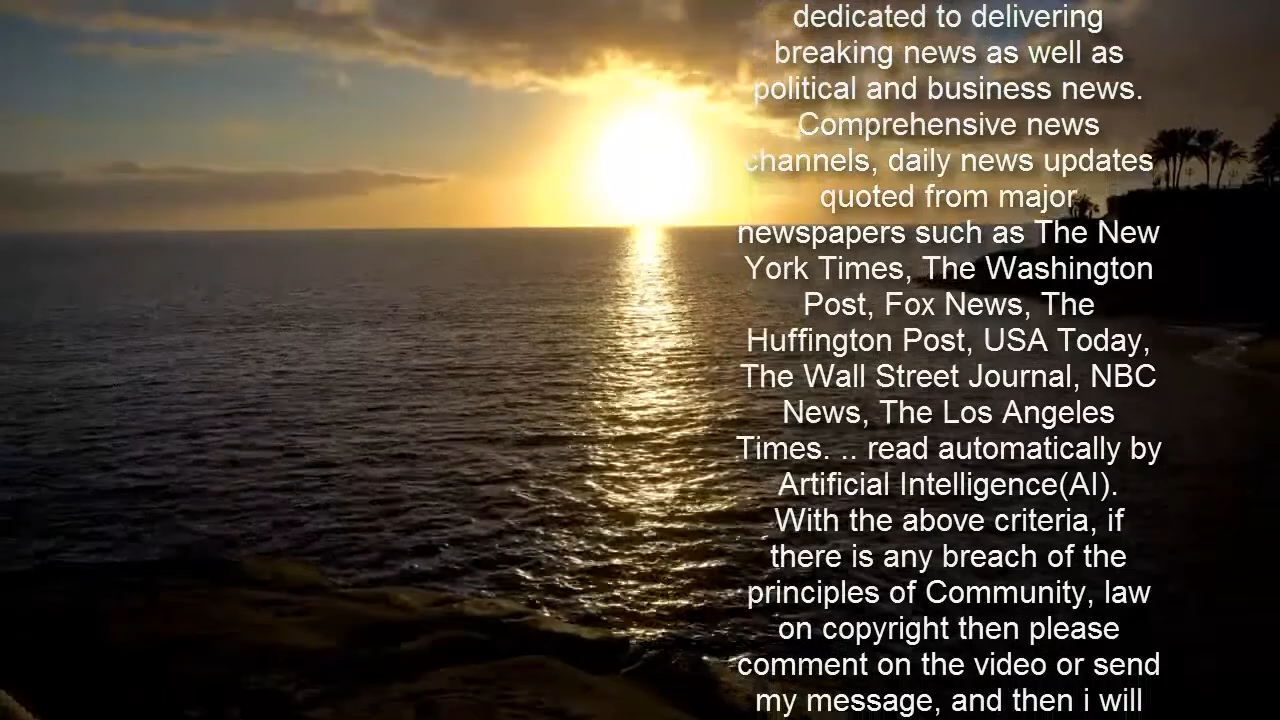 dedicated to delivering
breaking news as well as
political and business news.
Comprehensive news
channels, daily news updates
quoted from major
newspapers such as The New
York Times, The Washington
Post, Fox News, The
Huffington Post, USA Today,
The Wall Street Journal, NBC
News, The Los Angeles
Times. .. read automatically by
Artificial Intelligence(AI).
With the above criteria, if
there is any breach of the
principles of Community, law
on copyright then please
comment on the video or send
my message, and then i will